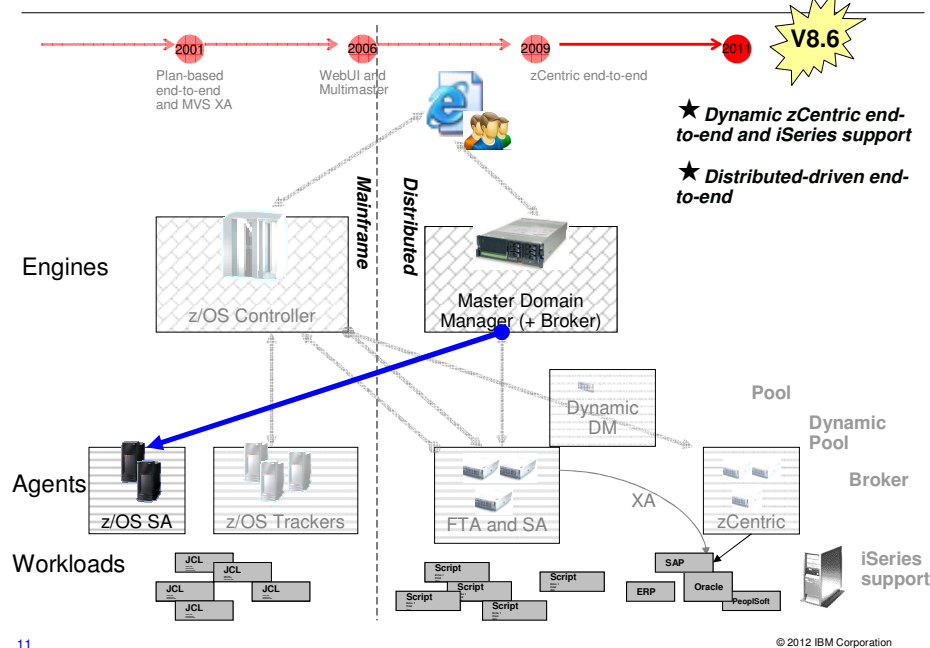 2001
2006
2009
2011
V8.6
Plan-based
end-to-end
and MVS XA
WebUI and
Multimaster
zCentric end-to-end
★ Dynamic zCentric end-
to-end and iSeries support
★ Distributed-driven end-
to-end
Mainframe
Distributed
Engines
z/OS Controller
Master Domain
Manager (+ Broker)
Dynamic
DM
Pool
Dynamic
Pool
Broker
Agents
z/OS SA
z/OS Trackers
FTA and SA
XA
zCentric
Workloads
JCL
JCL
JCL
JCL
JCL
Script
Script
Script
Script
Script
SAP
ERP
Oracle
PeoplSoft
iSeries
support
11
© 2012 IBM Corporation